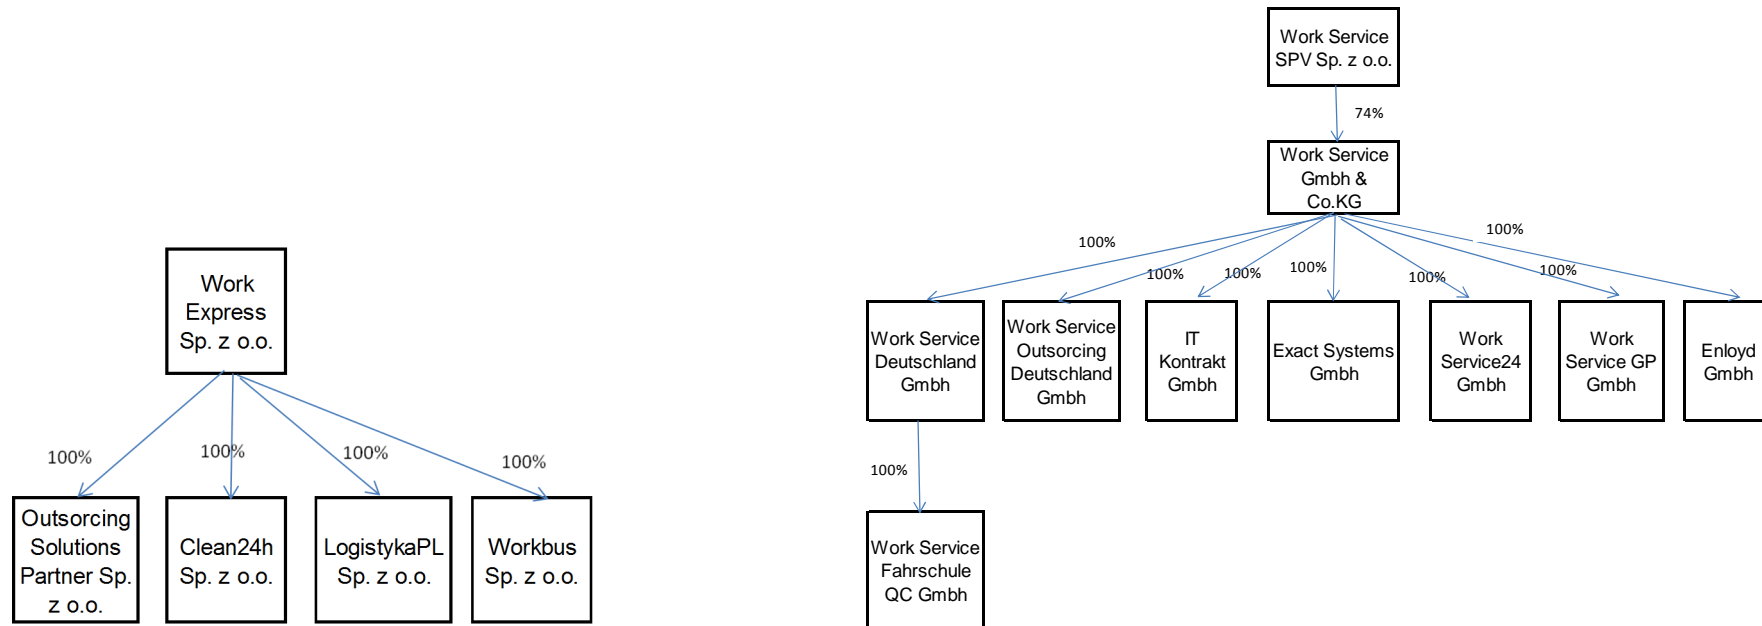 Work
Express
Sp. z o.o.
100%
100%
100%
100%
Outsorcing
Solutions
Partner Sp.
z o.o.
Clean24h
Sp. z o.o.
LogistykaPL
Sp. z o.o.
Workbus
Sp. z o.o.
Work Service
SPV Sp. z o.o.
74%
Work Service
Gmbh &
Co.KG
100%
100%
100%
100%
100%
100%
100%
Work Service
Deutschland
Gmbh
Work Service
Outsorcing
Deutschland
Gmbh
IT
Kontrakt
Gmbh
Exact Systems
Gmbh
Work
Service24
Gmbh
Work
Service GP
Gmbh
Enloyd
Gmbh
100%
Work Service
Fahrschule
QC Gmbh